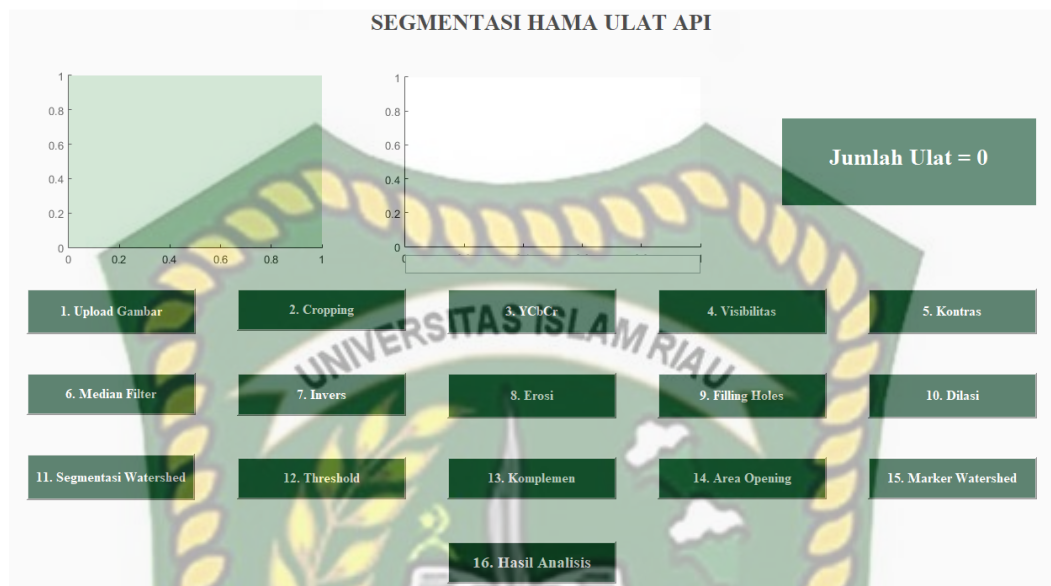 SEGMENTASI HAMA ULAT API
1
0.8
0.6
0.4
0.2
0
0 0.2 0.4 0.6 0.8 1
1
0.8
0.6
0.4
0.2
0
Jumlah Ulat = 0
1. Upload Gambar
2. Cropping
3. YCbCr
4. Visibilitas
5. Kontras
UNIVERSITAS ISLAM RIAU
6. Median Filter
7. Invers
8. Erosi
9. Filling Holes
10. Dilasi
11. Segmentasi Watershed
12. Threshold
13. Komplemen
14. Area Opening
15. Marker Watershed
16. Hasil Analisis